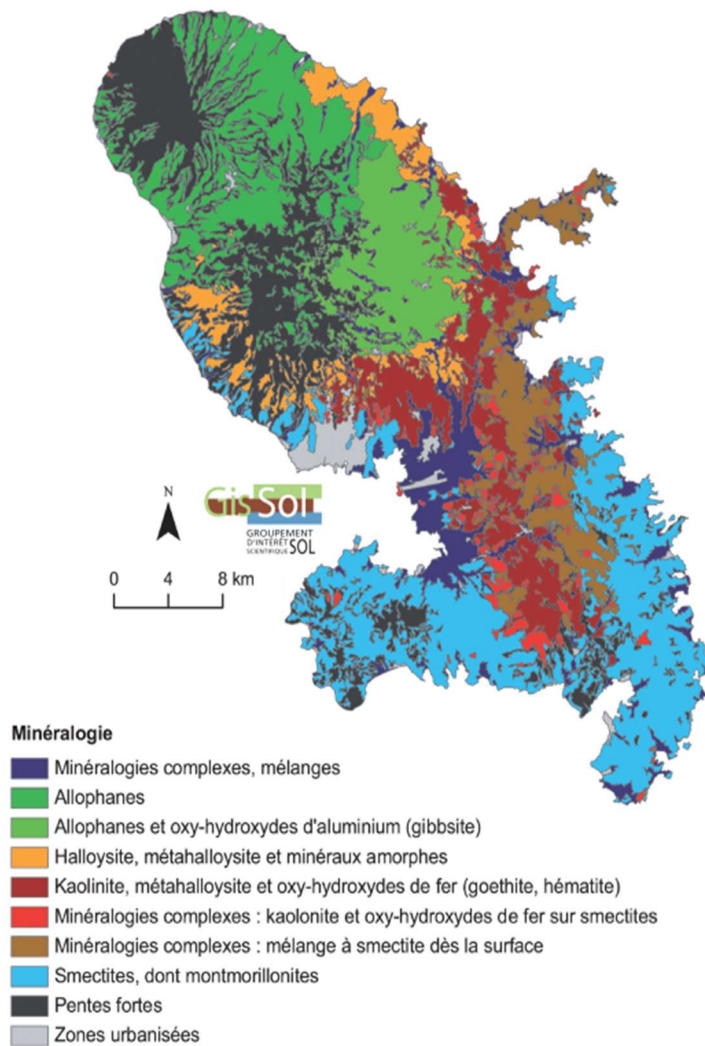 N
GisSol
GROUPEMENT
D'INTÉRÊT
SCIENTIFIQUE SOL
0 4 8 km
Minéralogie
Minéralogies complexes, mélanges
Allophanes
Allophanes et oxy-hydroxydes d'aluminium (gibbsite)
Halloysite, métahalloysite et minéraux amorphes
Kaolinite, métahalloysite et oxy-hydroxydes de fer (goethite, hématite)
Minéralogies complexes : kaolonite et oxy-hydroxydes de fer sur smectites
Minéralogies complexes : mélange à smectite dès la surface
Smectites, dont montmorillonites
Pentes fortes
Zones urbanisées